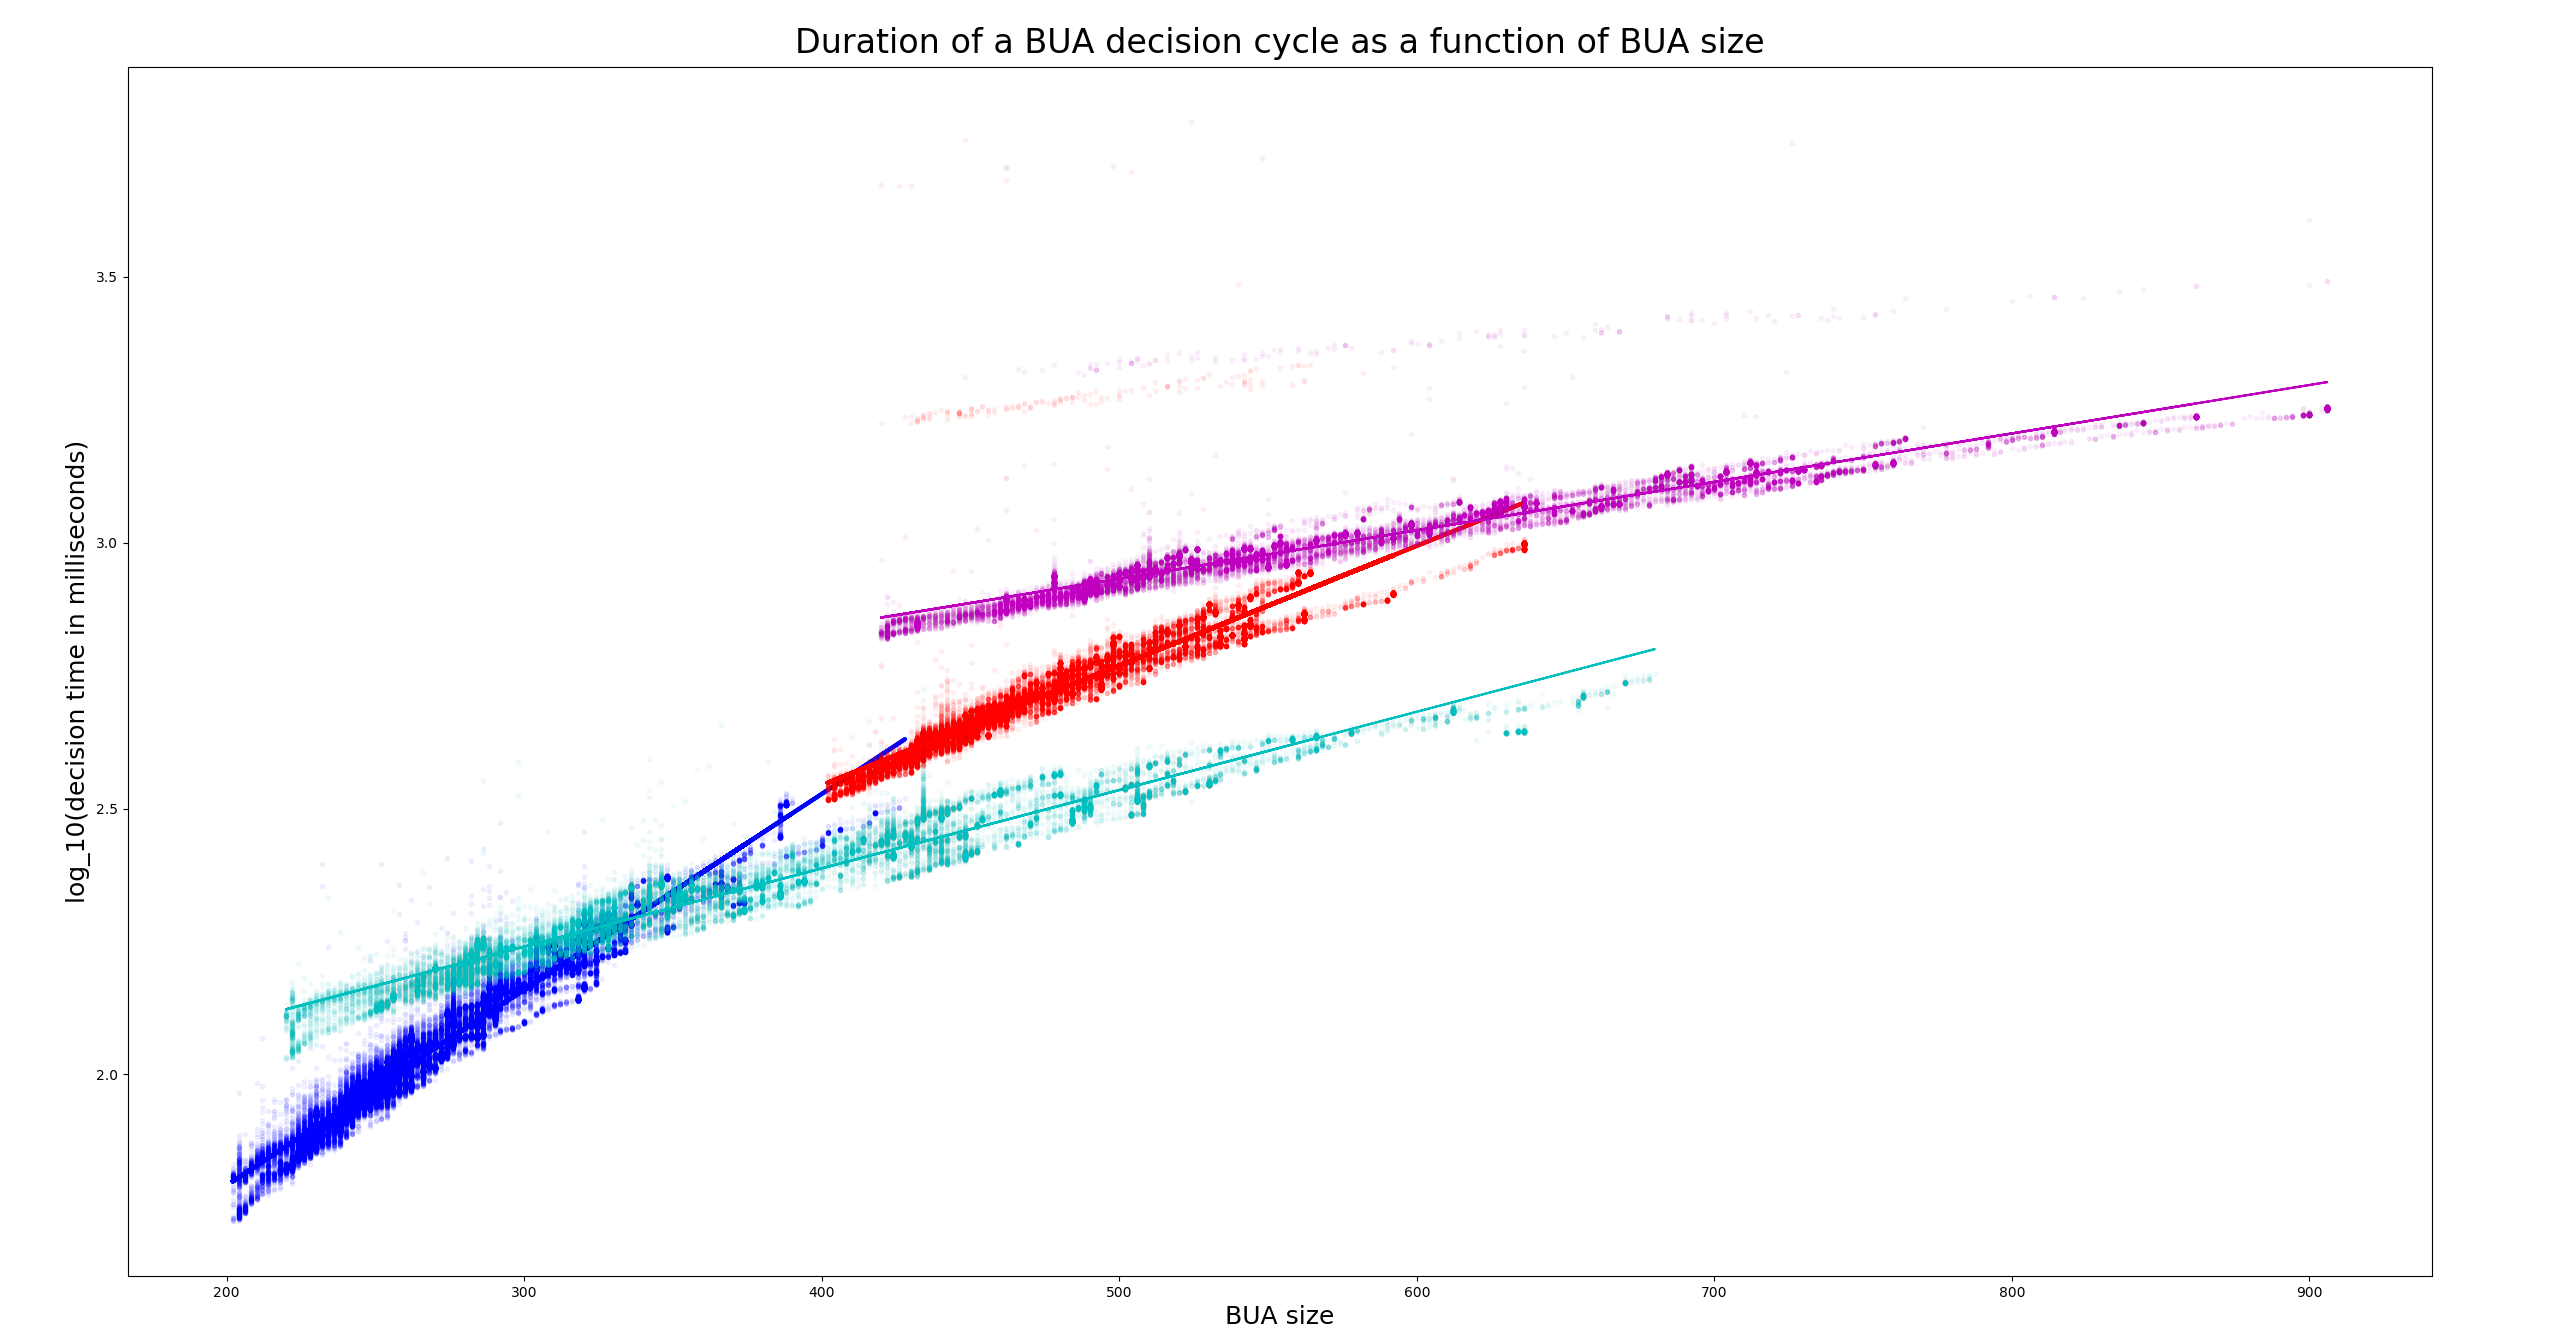 Duration of a BUA decision cycle as a function of BUA size
log_10(decision time in milliseconds)
3.5
3.0
2.5
2.0
200 300 400 500 600 700 800 900
BUA size